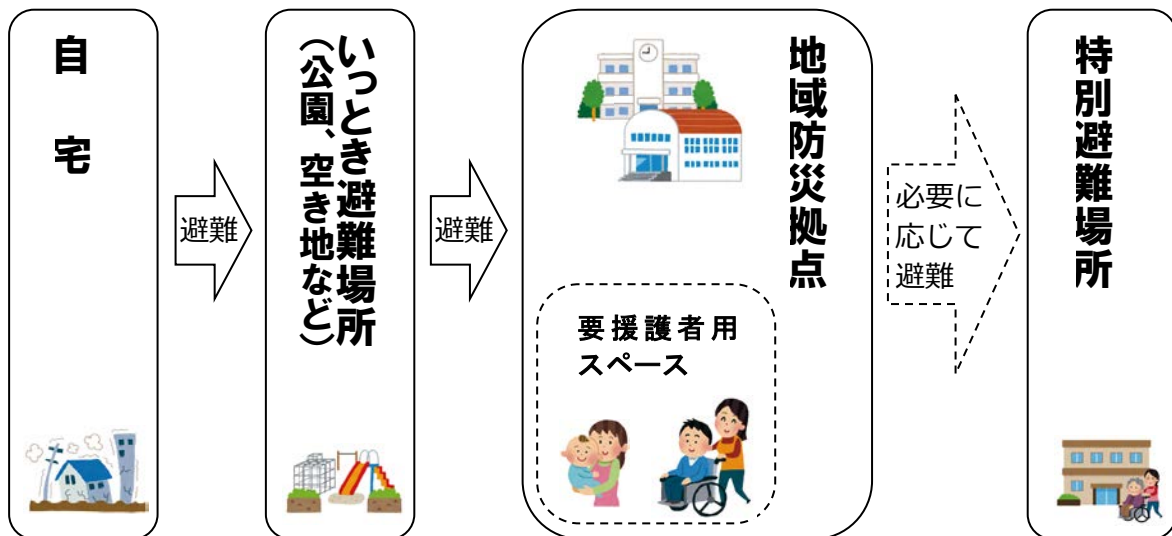 自宅
避難
いっとき避難場所
（公園、空き地など）
避難
地域防災拠点
要援護者用
スペース
必要に
応じて
避難
特別避難場所